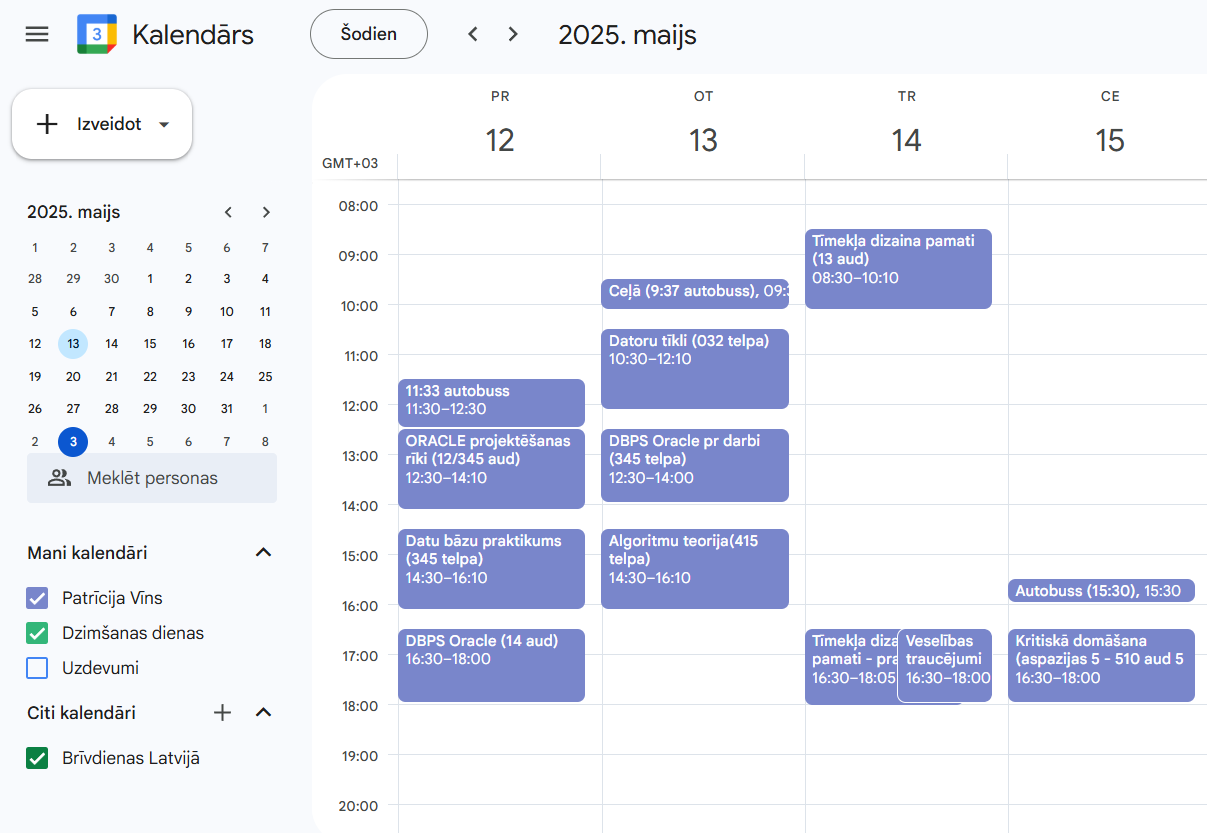 3 Kalendārs
Šodien
2025. maijs
Izveidot
2025. maijs
1 2 3 4 5 6 7
28 29 30 1 2 3 4
5 6 7 8 9 10 11
12 13 14 15 16 17 18
19 20 21 22 23 24 25
26 27 28 29 30 31 1
2 3 4 5 6 7 8
Meklēt personas
Mani kalendāri
Patrīcija Vīns
Dzimšanas dienas
Uzdevumi
Citi kalendāri
Brīvdienas Latvijā
PR OT TR CE
12 13 14 15
GMT+03
08:00
09:00
10:00
11:00
12:00
13:00
14:00
15:00
16:00
17:00
18:00
19:00
20:00
11:33 autobuss
11:30–12:30
ORACLE projektēšanas
rīki (12/345 aud)
12:30–14:10
Datu bāzu praktikums
(345 telpa)
14:30–16:10
DBPS Oracle (14 aud)
16:30–18:00
Ceļā (9:37 autobuss), 09:3
Datoru tīkli (032 telpa)
10:30–12:10
DBPS Oracle pr darbi
(345 telpa)
12:30–14:00
Algoritmu teorija(415
telpa)
14:30–16:10
Tīmekļa dizaina pamati
(13 aud)
08:30–10:10
Tīmekļa diza
pamati - pra
16:30–18:05
Veselības
traucējumi
16:30–18:00
Autobuss (15:30), 15:30
Kritiskā domāšana
(aspazijas 5 - 510 aud 5
16:30–18:00